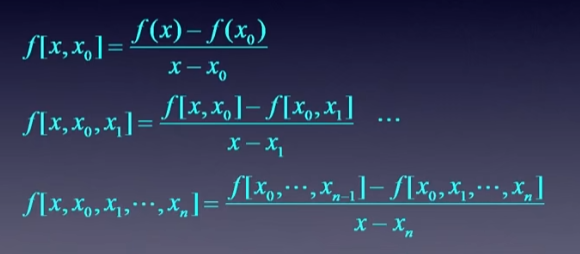 f[x,x₀] = (f(x) − f(x₀)) / (x − x₀)
f[x,x₀,x₁] = (f[x,x₀] − f[x₀,x₁]) / (x − x₁) ⋯
f[x,x₀,x₁,⋯,xₙ] = (f[x₀,⋯,xₙ₋₁] − f[x₀,x₁,⋯,xₙ]) / (x − xₙ)